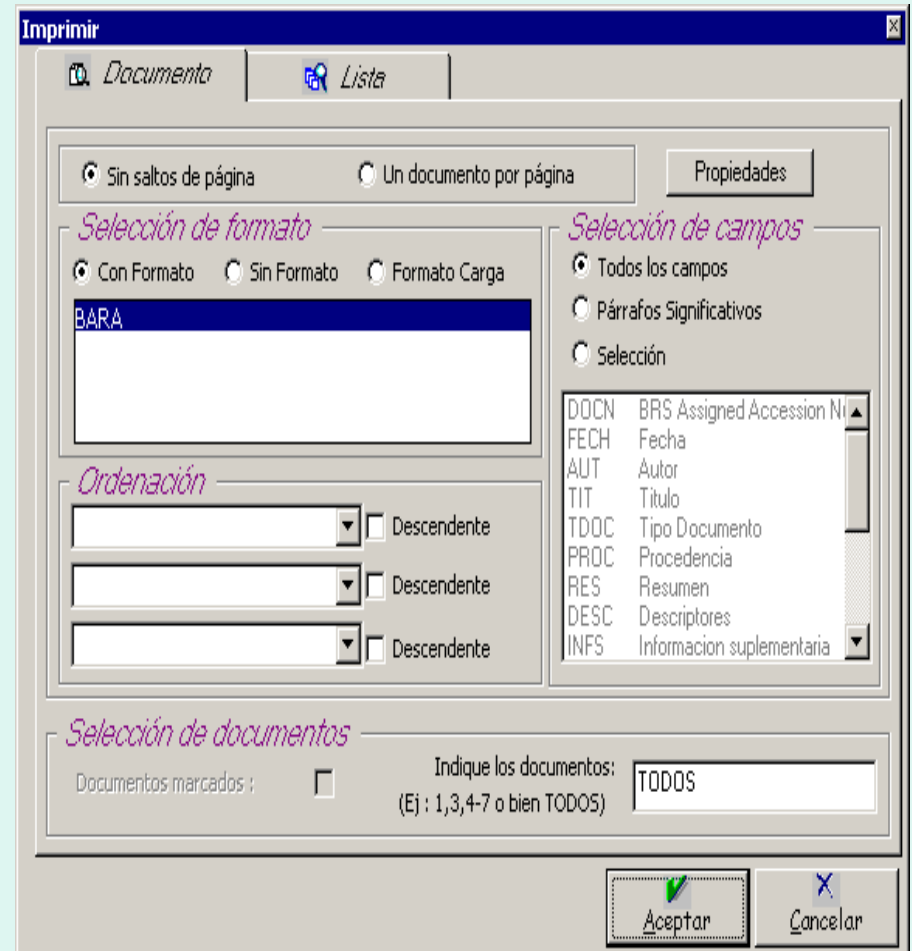 Imprimir
Documento
Lista
Sin saltos de página
Un documento por página
Propiedades
Selección de formato
Con Formato
Sin Formato
Formato Carga
BARA
Selección de campos
Todos los campos
Párrafos Significativos
Selección
DOCN BRS Assigned Accession
FECH Fecha
AUT Autor
TIT Titulo
TDOC Tipo Documento
PROC Procedencia
RES Resumen
DESC Descriptores
INFS Informacion suplementaria
Ordenación
Descendente
Descendente
Descendente
Selección de documentos
Documentos marcados :
Indique los documentos:
(Ej : 1,3,4-7 o bien TODOS)
TODOS
Aceptar
Cancelar